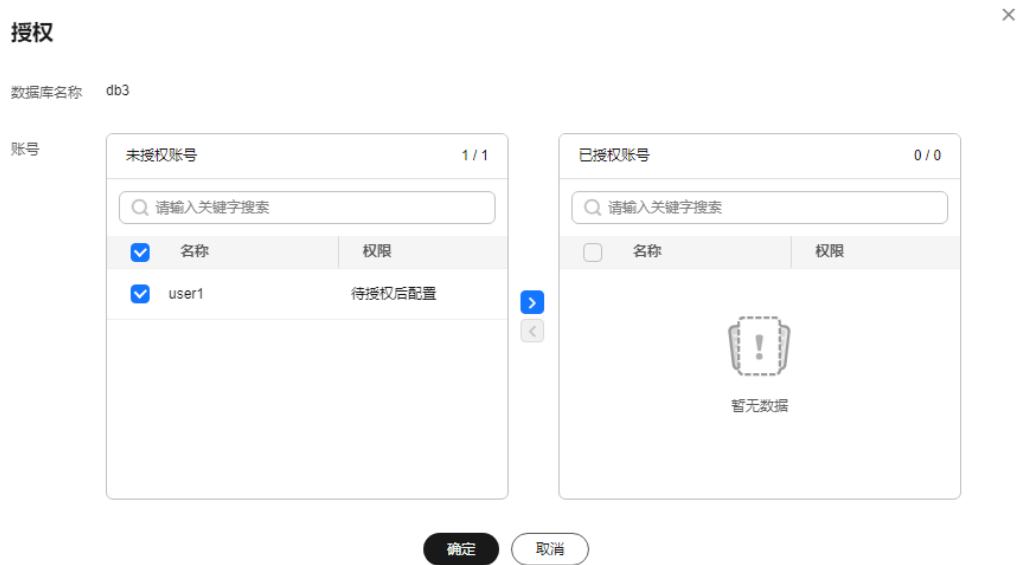 授权
数据库名称 db3
账号
未授权账号 1 / 1
请输入关键字搜索
名称 权限
user1 待授权后配置
已授权账号 0 / 0
请输入关键字搜索
名称 权限
暂无数据
确定 取消